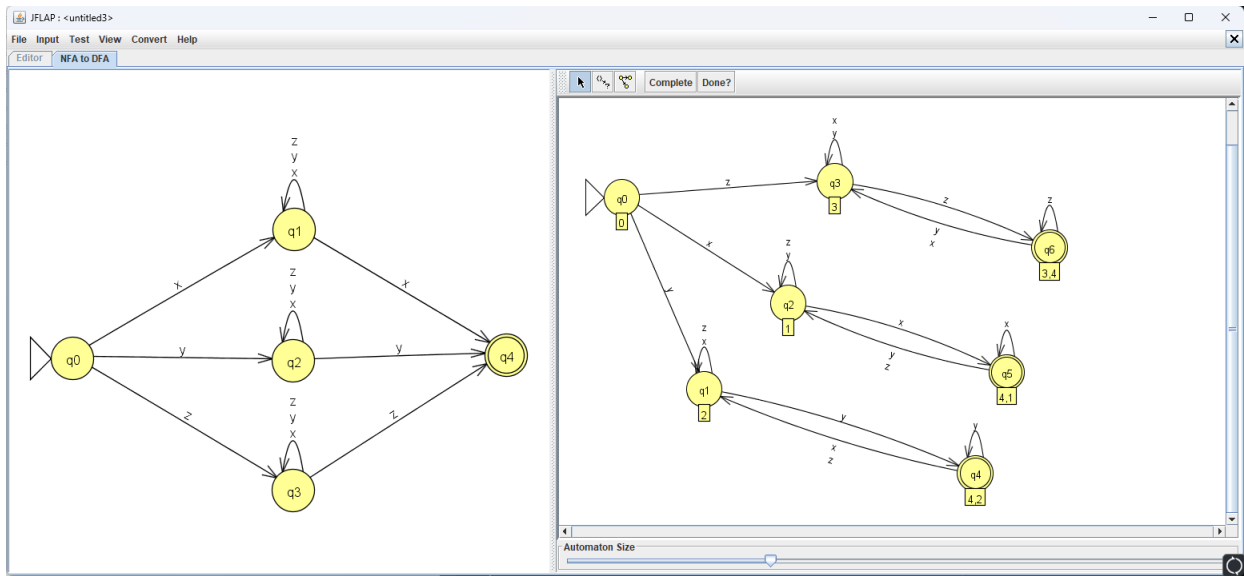 JFLAP : <untitled3>
File Input Test View Convert Help
Editor NFA to DFA
Complete Done?
z
y
x
q1
x
x
z
y
x
q0
y
q2
y
q4
z
z
y
x
z
q3
x
y
q3
3
z
q0
0
z
y
x
z
q6
3,4
x
z
y
q2
1
y
x
y
z
x
q5
4,1
z
x
q1
2
y
x
z
y
q4
4,2
Automaton Size